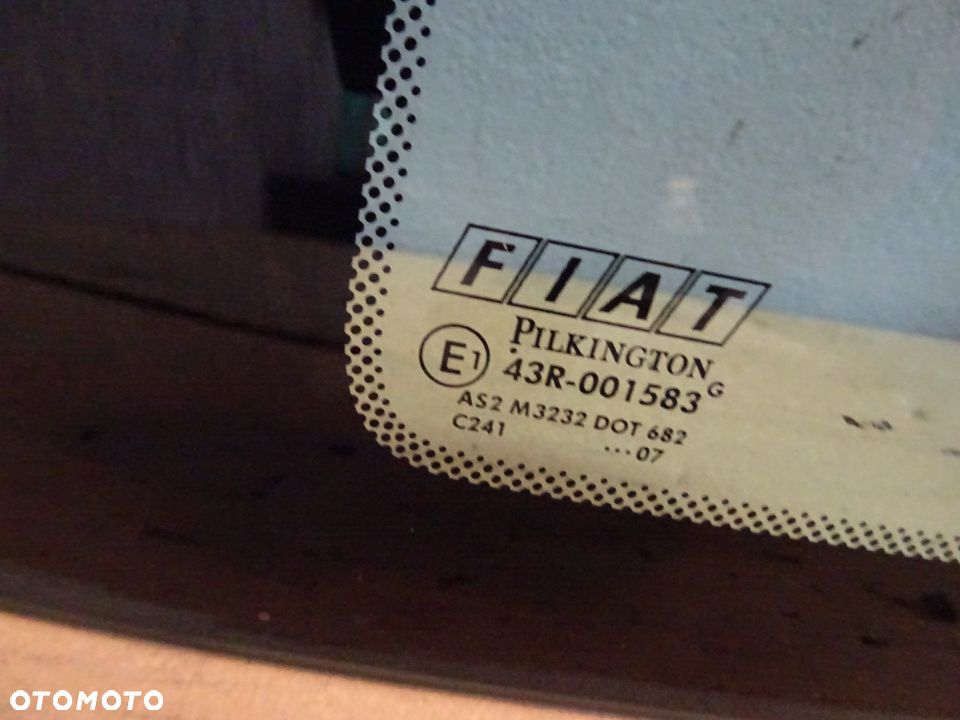 FIAT
PILKINGTON
E1 43R-001583 G
AS2 M3232 DOT 682
C241 ···07
OTOMOTO